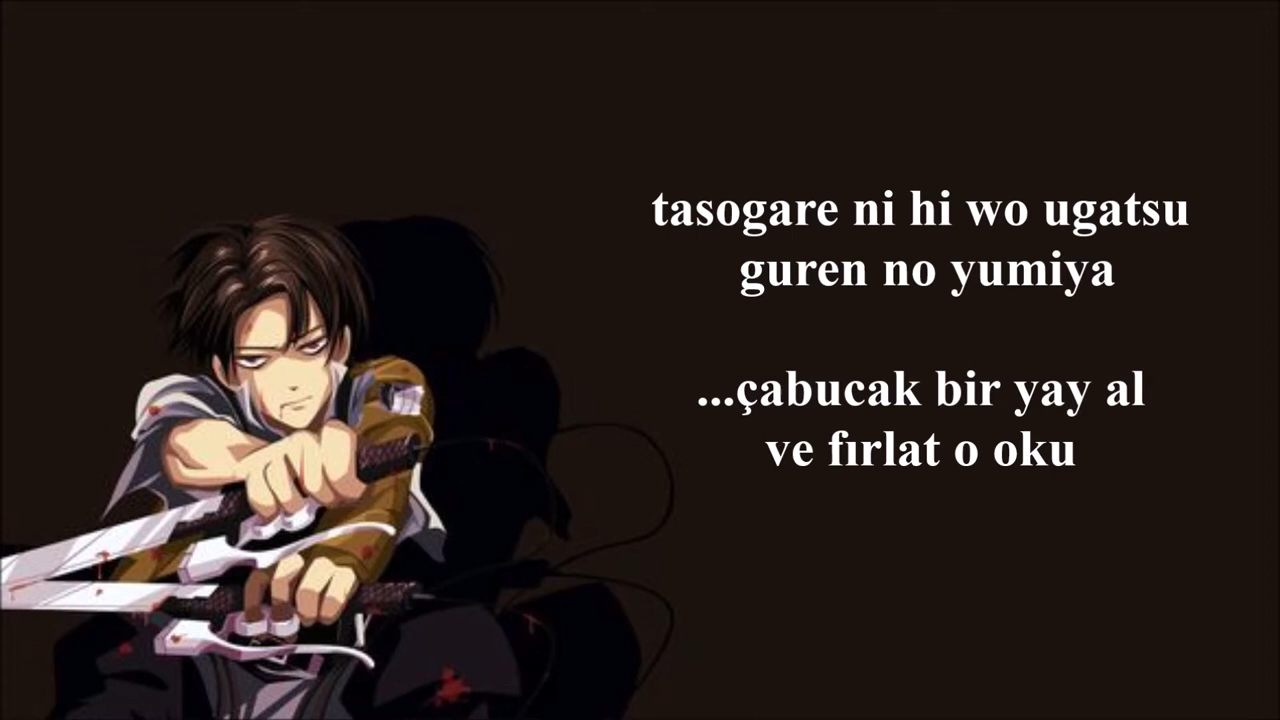 tasogare ni hi wo ugatsu
guren no yumiya
...çabucak bir yay al
ve fırlat o oku